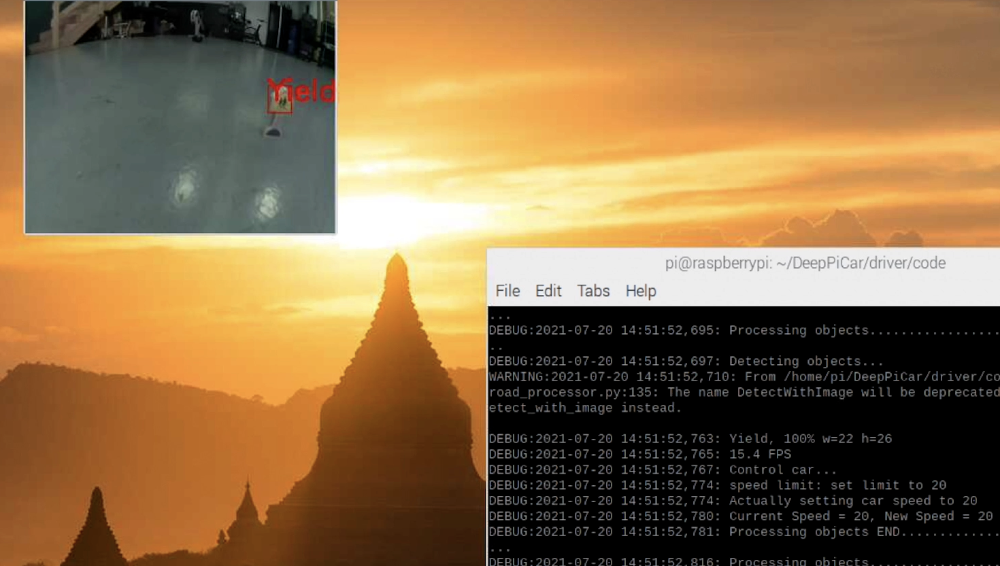 Yield
pi@raspberrypi: ~/DeepPiCar/driver/code
File Edit Tabs Help
...
DEBUG:2021-07-20 14:51:52,695: Processing objects.................
..
DEBUG:2021-07-20 14:51:52,697: Detecting objects...
WARNING:2021-07-20 14:51:52,710: From /home/pi/DeepPiCar/driver/co
road_processor.py:135: The name DetectWithImage will be deprecated
etect_with_image instead.
DEBUG:2021-07-20 14:51:52,763: Yield, 100% w=22 h=26
DEBUG:2021-07-20 14:51:52,765: 15.4 FPS
DEBUG:2021-07-20 14:51:52,767: Control car...
DEBUG:2021-07-20 14:51:52,774: speed limit: set limit to 20
DEBUG:2021-07-20 14:51:52,774: Actually setting car speed to 20
DEBUG:2021-07-20 14:51:52,780: Current Speed = 20, New Speed = 20
DEBUG:2021-07-20 14:51:52,781: Processing objects END.............
...
DEBUG:2021-07-20 14:51:52,816: Processing objects.................